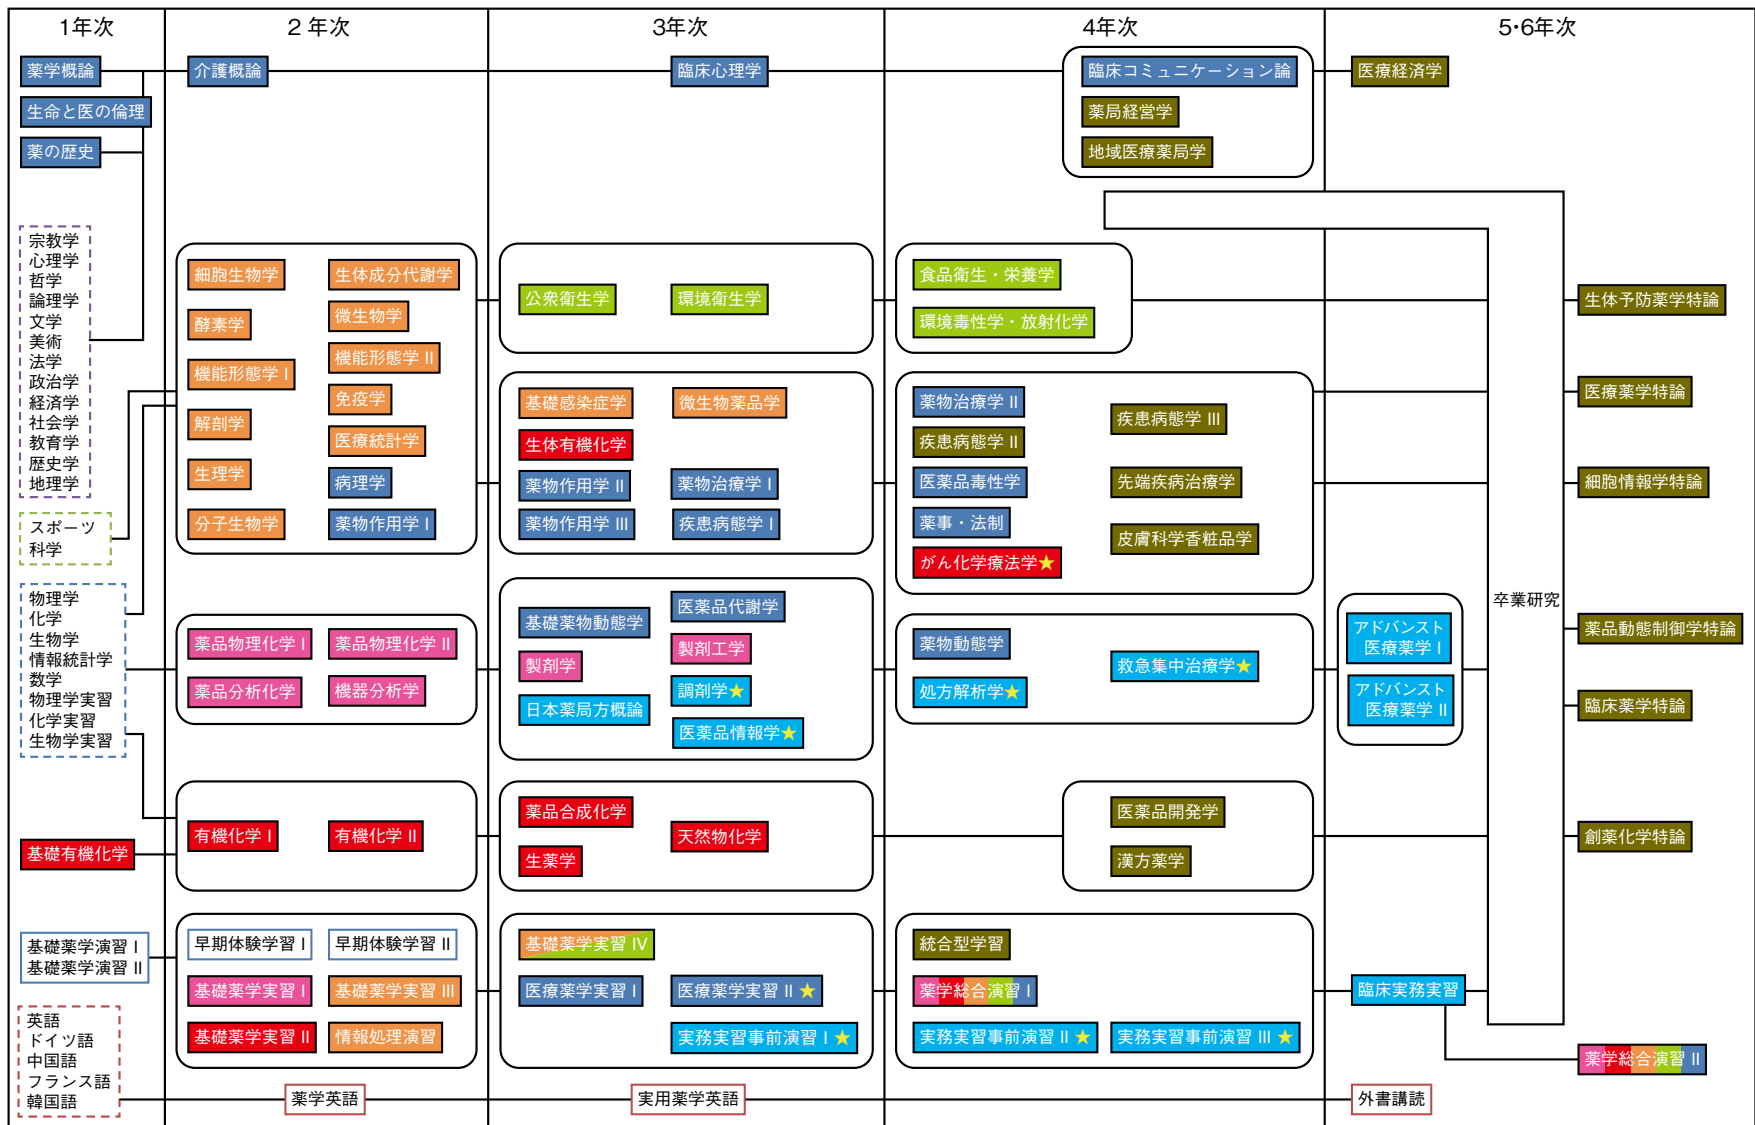 1年次
2 年次
3年次
4年次
5・6年次
薬学概論
介護概論
臨床心理学
臨床コミュニケーション論
医療経済学
生命と医の倫理
薬局経営学
薬の歴史
地域医療薬局学
宗教学
心理学
哲学
論理学
文学
美術
法学
政治学
経済学
社会学
教育学
歴史学
地理学
スポーツ
科学
物理学
化学
生物学
情報統計学
数学
物理学実習
化学実習
生物学実習
基礎有機化学
基礎薬学演習 I
基礎薬学演習 II
英語
ドイツ語
中国語
フランス語
韓国語
細胞生物学
酵素学
機能形態学 I
解剖学
生理学
分子生物学
生体成分代謝学
微生物学
機能形態学 II
免疫学
医療統計学
病理学
薬物作用学 I
薬品物理化学 I
薬品物理化学 II
薬品分析化学
機器分析学
有機化学 I
有機化学 II
早期体験学習 I
早期体験学習 II
基礎薬学実習 I
基礎薬学実習 III
基礎薬学実習 II
情報処理演習
薬学英語
公衆衛生学
環境衛生学
基礎感染症学
微生物薬品学
生体有機化学
薬物作用学 II
薬物治療学 I
薬物作用学 III
疾患病態学 I
基礎薬物動態学
医薬品代謝学
製剤学
製剤工学
日本薬局方概論
調剤学★
医薬品情報学★
薬品合成化学
天然物化学
生薬学
基礎薬学実習 IV
医療薬学実習 I
医療薬学実習 II ★
実務実習事前演習 I ★
実用薬学英語
食品衛生・栄養学
環境毒性学・放射化学
薬物治療学 II
疾患病態学 III
疾患病態学 II
医薬品毒性学
先端疾病治療学
薬事・法制
皮膚科学香粧品学
がん化学療法学★
薬物動態学
救急集中治療学★
処方解析学★
医薬品開発学
漢方薬学
統合型学習
薬学総合演習 I
実務実習事前演習 II ★
実務実習事前演習 III ★
アドバンスト
医療薬学 I
アドバンスト
医療薬学 II
臨床実務実習
外書講読
卒業研究
生体予防薬学特論
医療薬学特論
細胞情報学特論
薬品動態制御学特論
臨床薬学特論
創薬化学特論
薬学総合演習 II